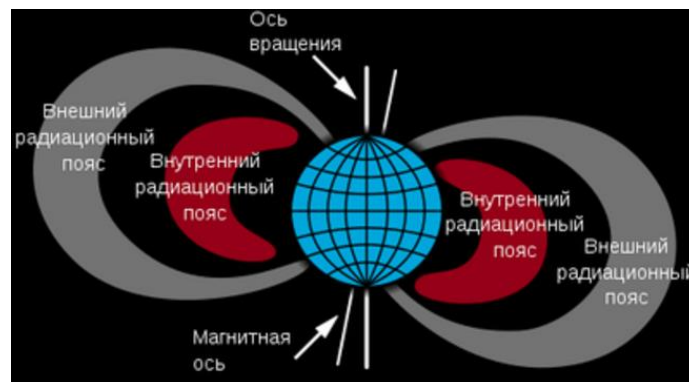 Ось
вращения
Внешний
радиационный
пояс
Внутренний
радиационный
пояс
Внутренний
радиационный
пояс
Внешний
радиационный
пояс
Магнитная
ось